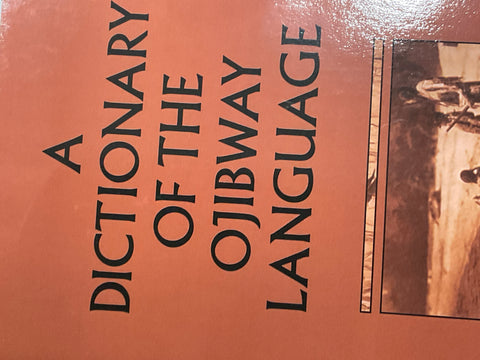 A
DICTIONARY
OF THE
OJIBWAY
LANGUAGE